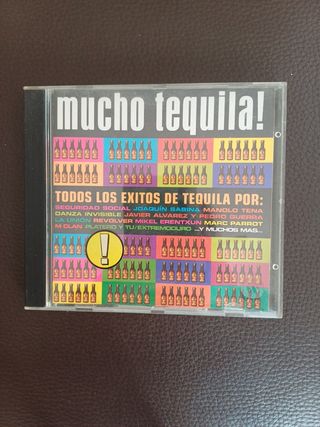 mucho tequila!
TODOS LOS EXITOS DE TEQUILA POR:
SEGURIDAD SOCIAL JOAQUÍN SABINA MANOLO TENA
DANZA INVISIBLE JAVIER ALVAREZ Y PEDRO GUERRA
LA UNIÓN REVOLVER MIKEL ERENTXUN MARC PARROT
M CLAN PLATERO Y TU/EXTREMODURO ...Y MUCHOS MAS...
!